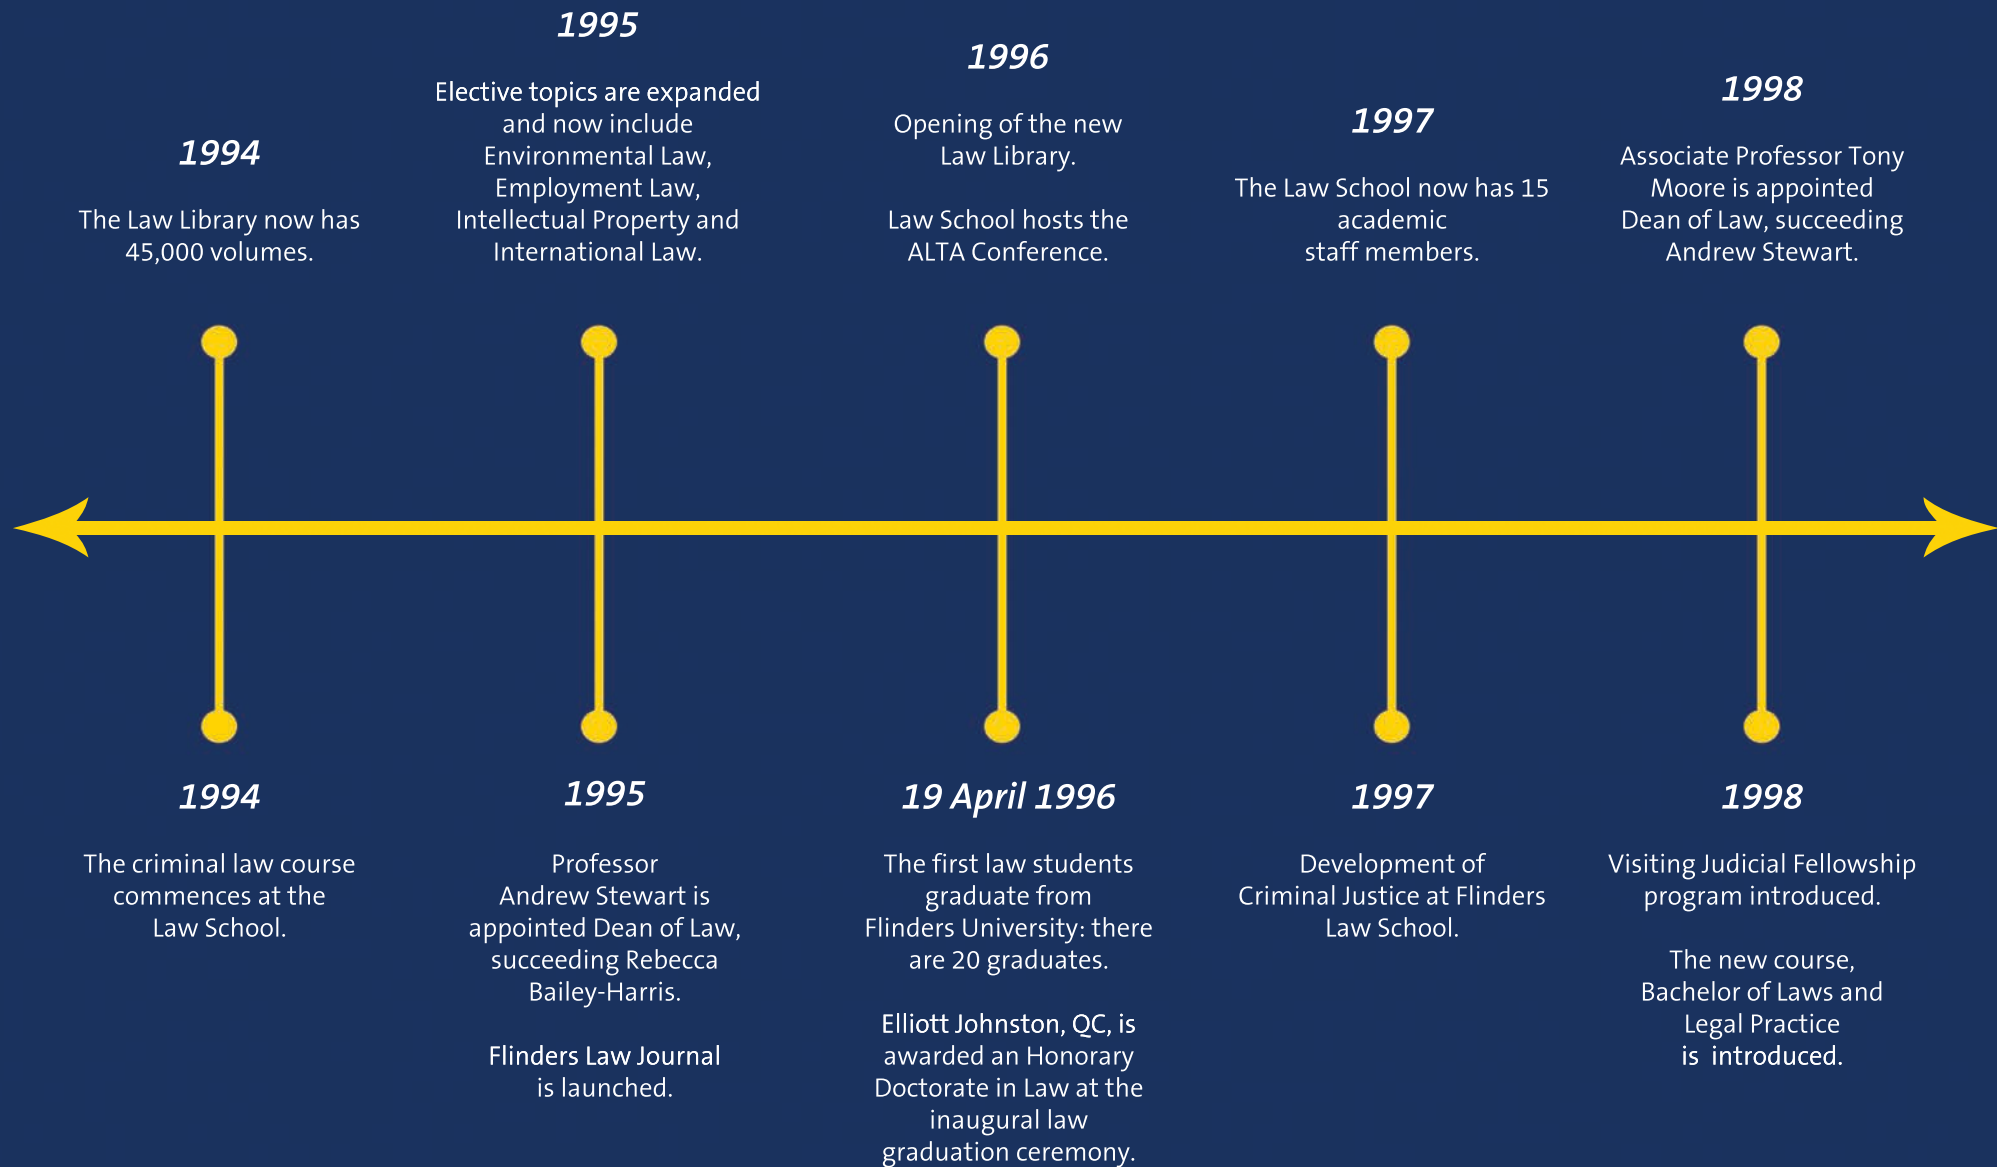 1994
The Law Library now has
45,000 volumes.
1995
Elective topics are expanded
and now include
Environmental Law,
Employment Law,
Intellectual Property and
International Law.
1996
Opening of the new
Law Library.
Law School hosts the
ALTA Conference.
1997
The Law School now has 15
academic
staff members.
1998
Associate Professor Tony
Moore is appointed
Dean of Law, succeeding
Andrew Stewart.
1994
The criminal law course
commences at the
Law School.
1995
Professor
Andrew Stewart is
appointed Dean of Law,
succeeding Rebecca
Bailey-Harris.
Flinders Law Journal
is launched.
19 April 1996
The first law students
graduate from
Flinders University: there
are 20 graduates.
Elliott Johnston, QC, is
awarded an Honorary
Doctorate in Law at the
inaugural law
graduation ceremony.
1997
Development of
Criminal Justice at Flinders
Law School.
1998
Visiting Judicial Fellowship
program introduced.
The new course,
Bachelor of Laws and
Legal Practice
is introduced.